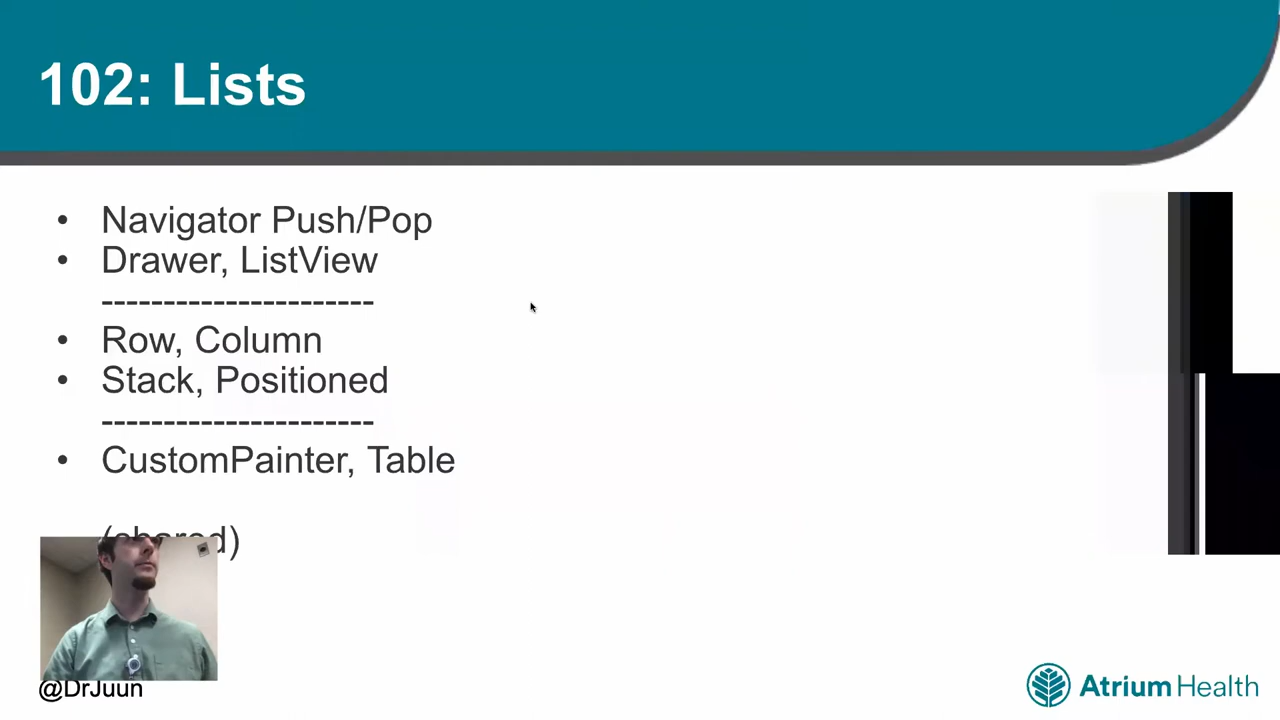 102: Lists
• Navigator Push/Pop
• Drawer, ListView
----------------------
• Row, Column
• Stack, Positioned
----------------------
• CustomPainter, Table
(shared)
@DrJuun
Atrium Health